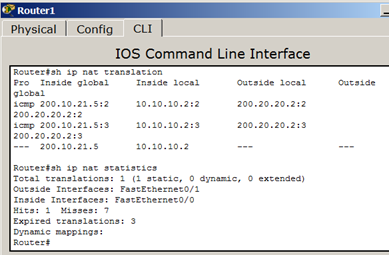 Router1
Physical Config CLI
IOS Command Line Interface
Router#sh ip nat translation
Pro Inside global Inside local Outside local Outside
global
icmp 200.10.21.5:2 10.10.10.2:2 200.20.20.2:2
200.20.20.2:2
icmp 200.10.21.5:3 10.10.10.2:3 200.20.20.2:3
200.20.20.2:3
--- 200.10.21.5 10.10.10.2 --- ---
Router#sh ip nat statistics
Total translations: 1 (1 static, 0 dynamic, 0 extended)
Outside Interfaces: FastEthernet0/1
Inside Interfaces: FastEthernet0/0
Hits: 1 Misses: 7
Expired translations: 3
Dynamic mappings:
Router#